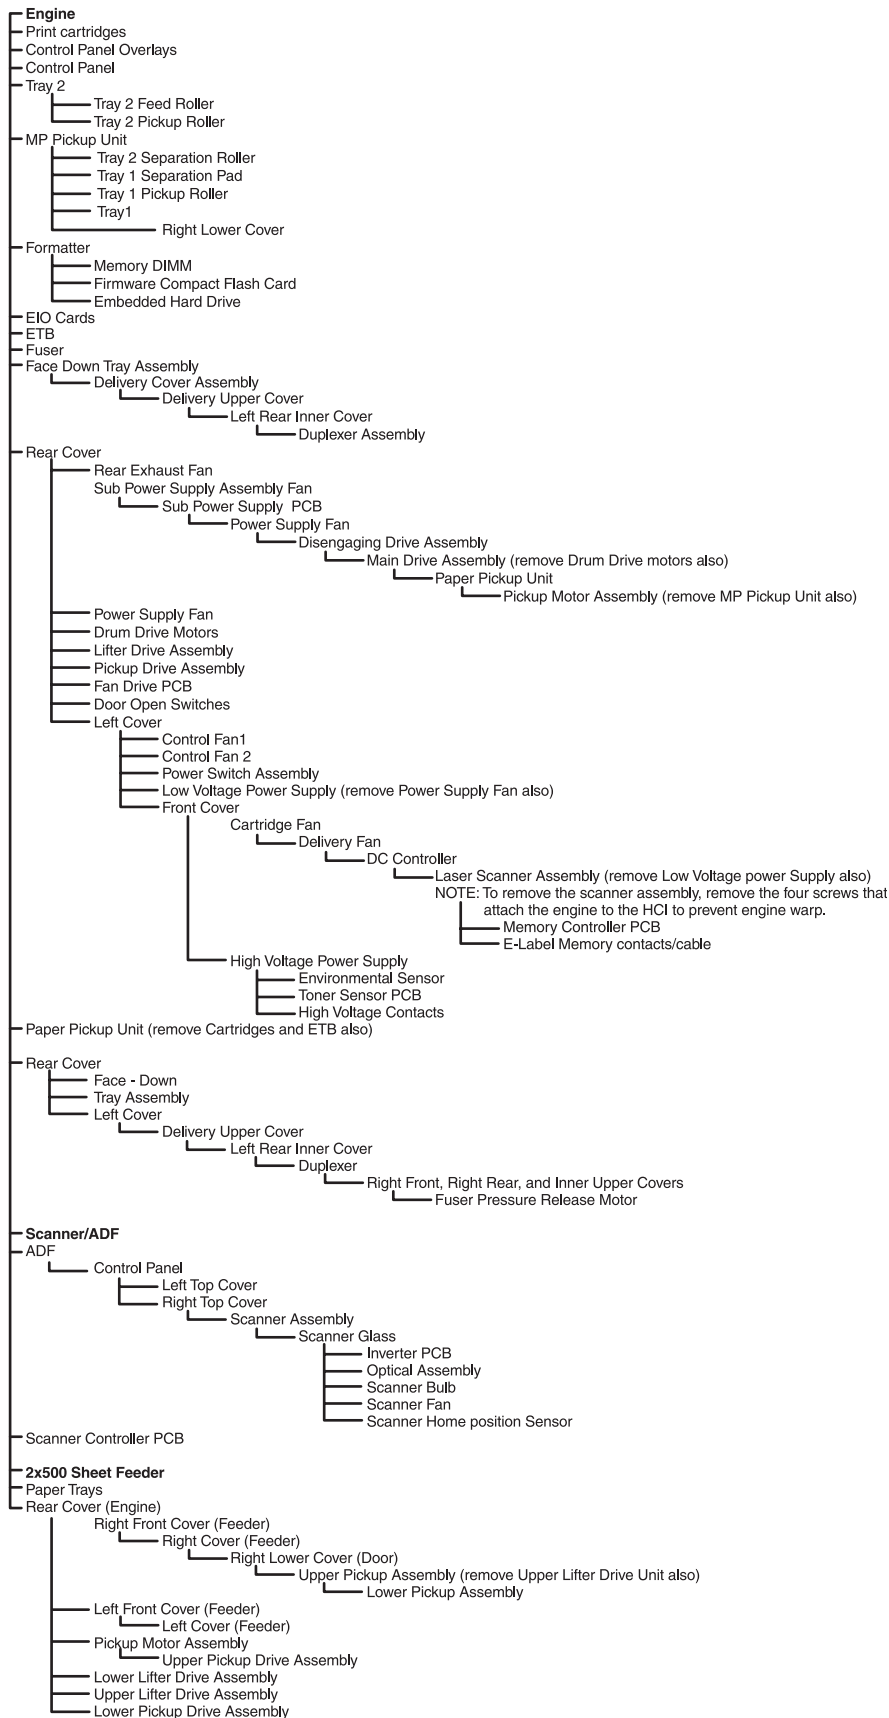 Engine
Print cartridges
Control Panel Overlays
Control Panel
Tray 2
Tray 2 Feed Roller
Tray 2 Pickup Roller
MP Pickup Unit
Tray 2 Separation Roller
Tray 1 Separation Pad
Tray 1 Pickup Roller
Tray1
Right Lower Cover
Formatter
Memory DIMM
Firmware Compact Flash Card
Embedded Hard Drive
EIO Cards
ETB
Fuser
Face Down Tray Assembly
Delivery Cover Assembly
Delivery Upper Cover
Left Rear Inner Cover
Duplexer Assembly
Rear Cover
Rear Exhaust Fan
Sub Power Supply Assembly Fan
Sub Power Supply PCB
Power Supply Fan
Disengaging Drive Assembly
Main Drive Assembly (remove Drum Drive motors also)
Paper Pickup Unit
Pickup Motor Assembly (remove MP Pickup Unit also)
Power Supply Fan
Drum Drive Motors
Lifter Drive Assembly
Pickup Drive Assembly
Fan Drive PCB
Door Open Switches
Left Cover
Control Fan1
Control Fan 2
Power Switch Assembly
Low Voltage Power Supply (remove Power Supply Fan also)
Front Cover
Cartridge Fan
Delivery Fan
DC Controller
Laser Scanner Assembly (remove Low Voltage power Supply also)
NOTE: To remove the scanner assembly, remove the four screws that
attach the engine to the HCI to prevent engine warp.
Memory Controller PCB
E-Label Memory contacts/cable
High Voltage Power Supply
Environmental Sensor
Toner Sensor PCB
High Voltage Contacts
Paper Pickup Unit (remove Cartridges and ETB also)
Rear Cover
Face - Down
Tray Assembly
Left Cover
Delivery Upper Cover
Left Rear Inner Cover
Duplexer
Right Front, Right Rear, and Inner Upper Covers
Fuser Pressure Release Motor
Scanner/ADF
ADF
Control Panel
Left Top Cover
Right Top Cover
Scanner Assembly
Scanner Glass
Inverter PCB
Optical Assembly
Scanner Bulb
Scanner Fan
Scanner Home position Sensor
Scanner Controller PCB
2x500 Sheet Feeder
Paper Trays
Rear Cover (Engine)
Right Front Cover (Feeder)
Right Cover (Feeder)
Right Lower Cover (Door)
Upper Pickup Assembly (remove Upper Lifter Drive Unit also)
Lower Pickup Assembly
Left Front Cover (Feeder)
Left Cover (Feeder)
Pickup Motor Assembly
Upper Pickup Drive Assembly
Lower Lifter Drive Assembly
Upper Lifter Drive Assembly
Lower Pickup Drive Assembly